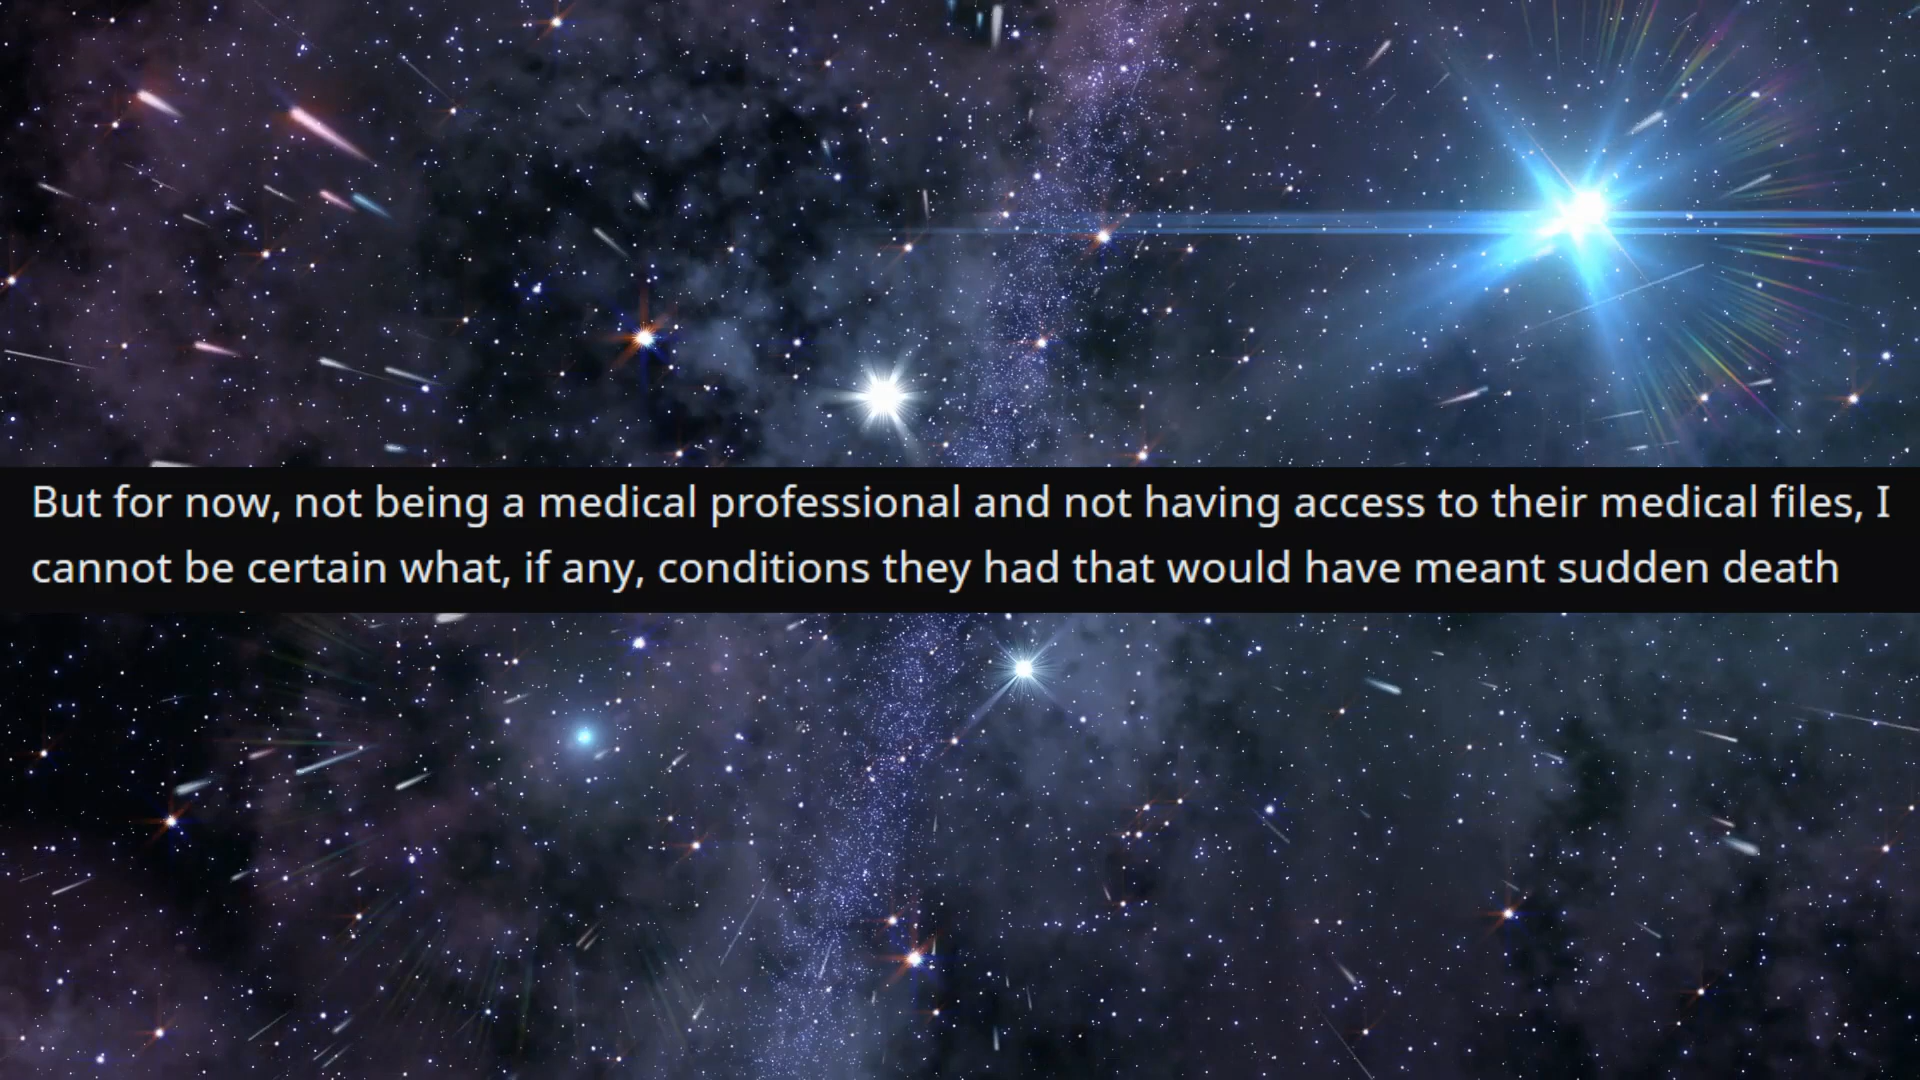 But for now, not being a medical professional and not having access to their medical files, I
cannot be certain what, if any, conditions they had that would have meant sudden death